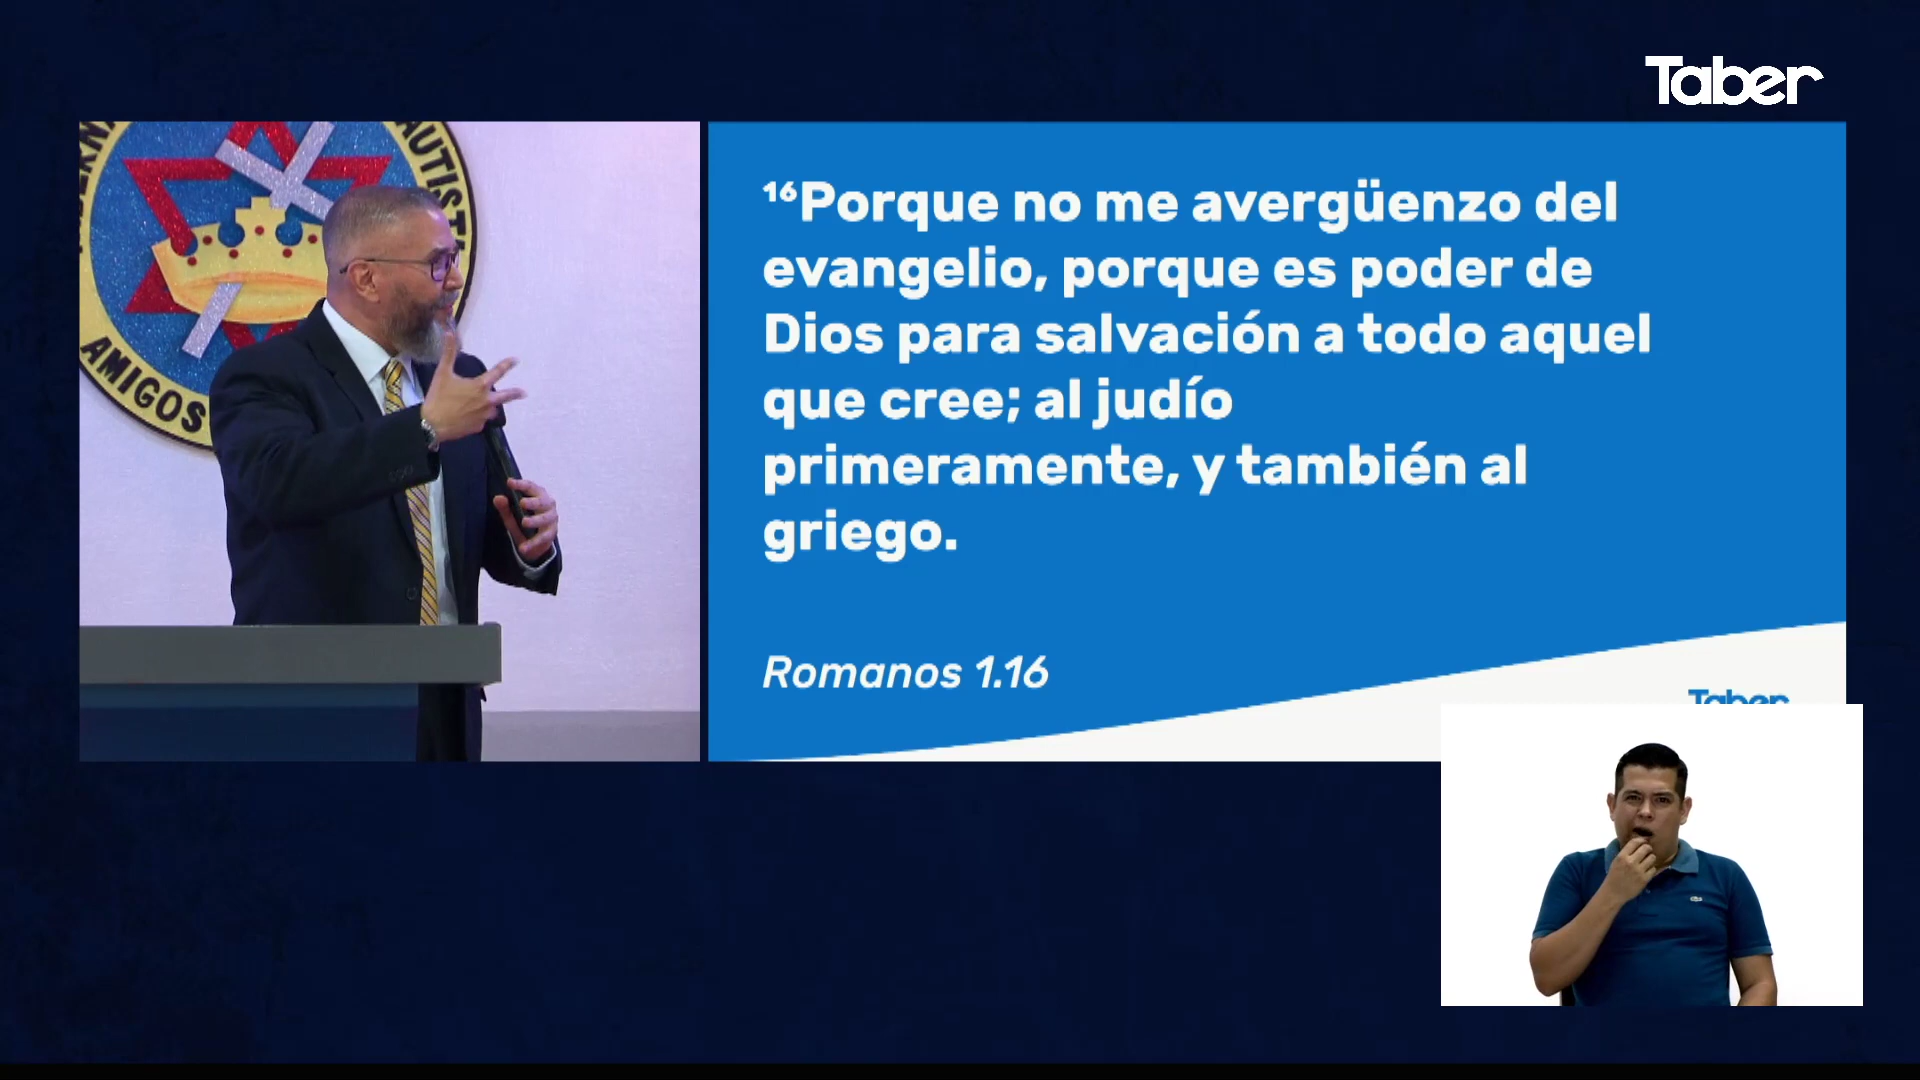 Taber
AMIGOS
¹⁶Porque no me avergüenzo del
evangelio, porque es poder de
Dios para salvación a todo aquel
que cree; al judío
primeramente, y también al
griego.
Romanos 1.16
Taber